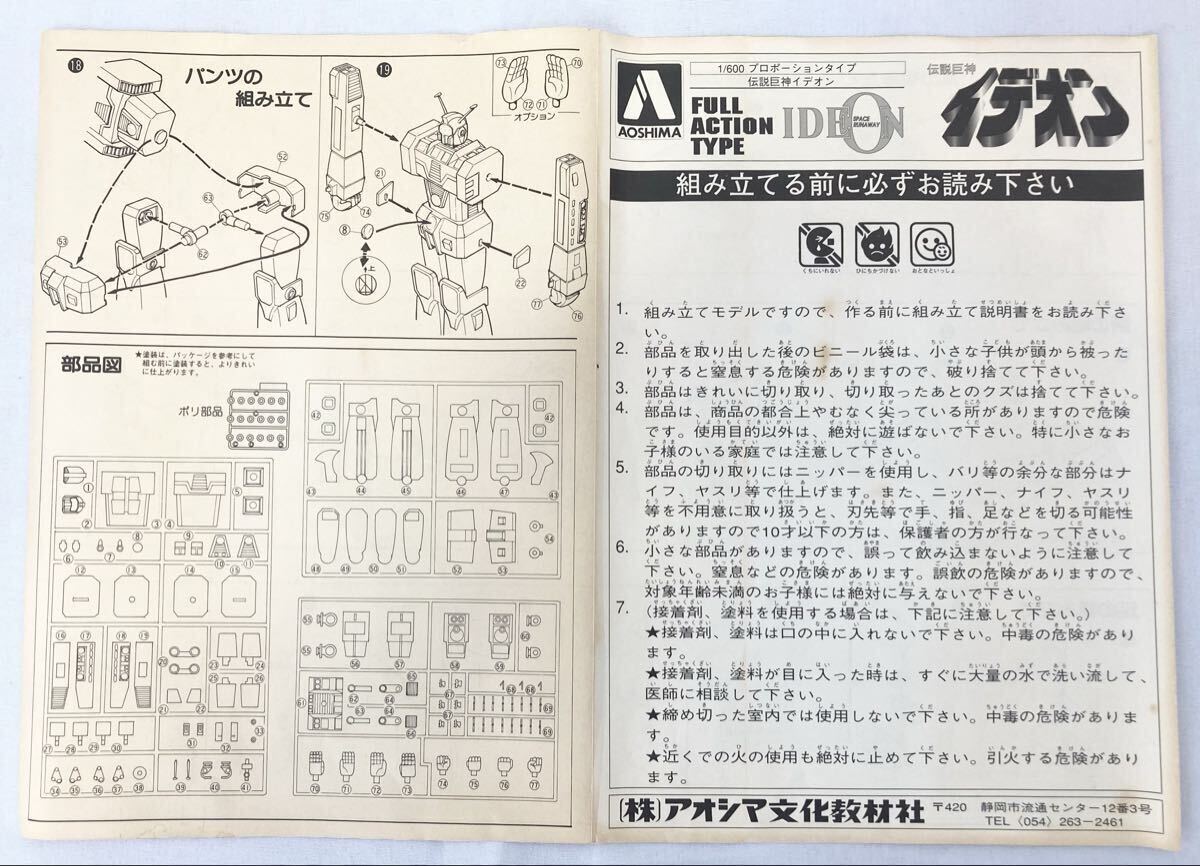 ⑱
パンツの
組み立て
52
63
62
53
⑲
73
70
72
71
オプション
21
75
74
⑧
上
22
77
76
部品図
★塗装は、パッケージを参考にして
組む前に塗装すると、よりきれい
に仕上がります。
ポリ部品
AOSHIMA
1/600 プロポーションタイプ
伝説巨神イデオン
FULL
ACTION
TYPE
IDEON
SPACE
RUNAWAY
伝説巨神
イデオン
組み立てる前に必ずお読み下さい
くちにいれない
ひにちかづけない
おとなといっしょ
1. 組み立てモデルですので、作る前に組み立て説明書をお読み下さ
い。
2. 部品を取り出した後のビニール袋は、小さな子供が頭から被った
りすると窒息する危険がありますので、破り捨てて下さい。
3. 部品はきれいに切り取り、切り取ったあとのクズは捨てて下さい。
4. 部品は、商品の都合上やむなく尖っている所がありますので危険
です。使用目的以外は、絶対に遊ばないで下さい。特に小さなお
子様のいる家庭では注意して下さい。
5. 部品の切り取りにはニッパーを使用し、バリ等の余分な部分はナ
イフ、ヤスリ等で仕上げます。また、ニッパー、ナイフ、ヤスリ
等を不用意に取り扱うと、刃先等で手、指、足などを切る可能性
がありますので10才以下の方は、保護者の方が行なって下さい。
6. 小さな部品がありますので、誤って飲み込まないように注意して
下さい。窒息などの危険があります。誤飲の危険がありますので、
対象年齢未満のお子様には絶対に与えないで下さい。
7. (接着剤、塗料を使用する場合は、下記に注意して下さい。)
★接着剤、塗料は口の中に入れないで下さい。中毒の危険があり
ます。
★接着剤、塗料が目に入った時は、すぐに大量の水で洗い流して、
医師に相談して下さい。
★締め切った室内では使用しないで下さい。中毒の危険がありま
す。
★近くでの火の使用も絶対に止めて下さい。引火する危険があり
ます。
(株)アオシマ文化教材社
〒420 静岡市流通センター12番3号
TEL〈054〉263-2461